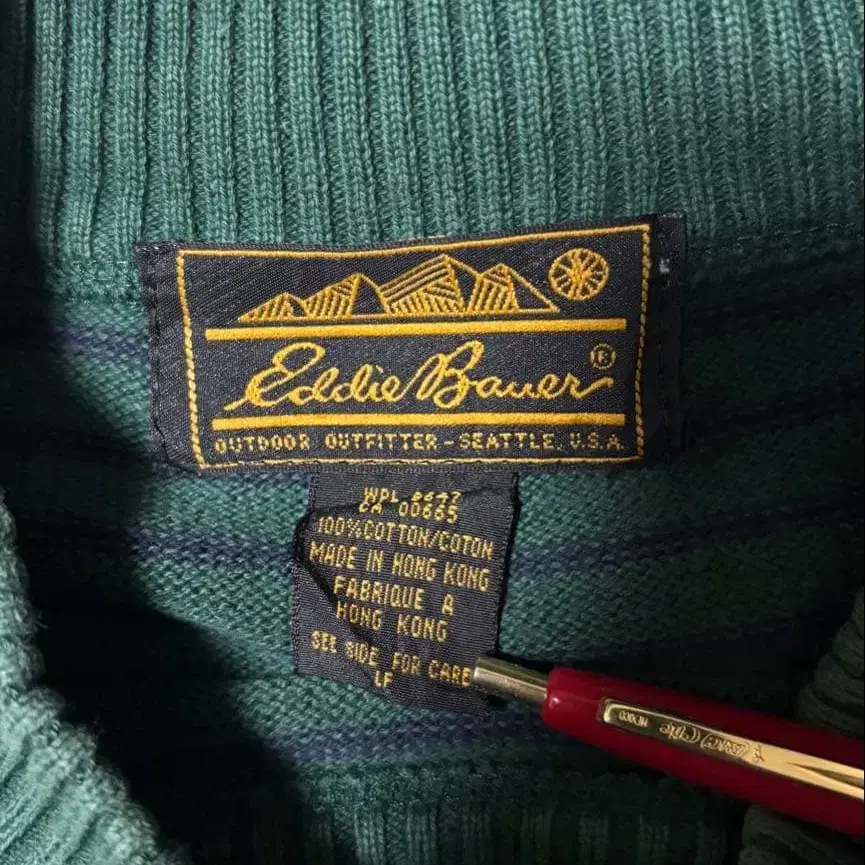 Eddie Bauer®
OUTDOOR OUTFITTER - SEATTLE, U.S.A.
WPL 8647
CA 00665
100% COTTON/COTON
MADE IN HONG KONG
FABRIQUE A
HONG KONG
SEE SIDE FOR CARE
LF